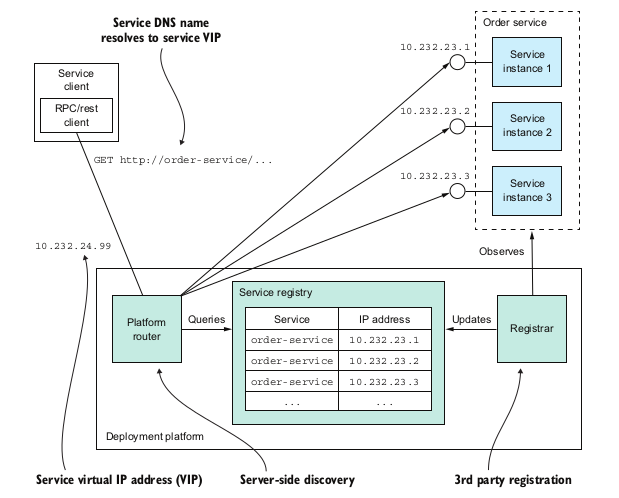 Service DNS name
resolves to service VIP
Order service
Service
client
RPC/rest
client
10.232.23.1
Service
instance 1
10.232.23.2
Service
instance 2
GET http://order-service/...
10.232.23.3
Service
instance 3
10.232.24.99
Observes
Service registry
Platform
router
Queries
Service IP address
order-service 10.232.23.1
order-service 10.232.23.2
order-service 10.232.23.3
... ...
Updates
Registrar
Deployment platform
Service virtual IP address (VIP)
Server-side discovery
3rd party registration